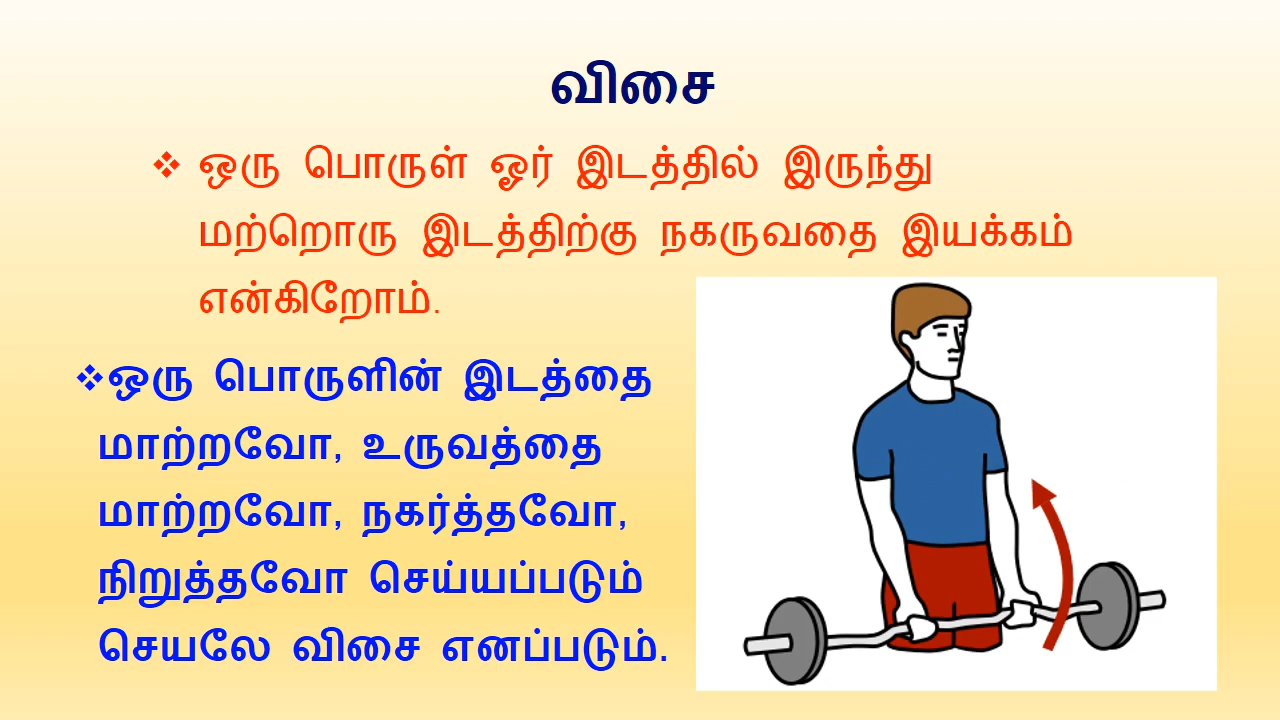 விசை
❖ ஒரு பொருள் ஓர் இடத்தில் இருந்து
மற்றொரு இடத்திற்கு நகருவதை இயக்கம்
என்கிறோம்.
❖ஒரு பொருளின் இடத்தை
மாற்றவோ, உருவத்தை
மாற்றவோ, நகர்த்தவோ,
நிறுத்தவோ செய்யப்படும்
செயலே விசை எனப்படும்.